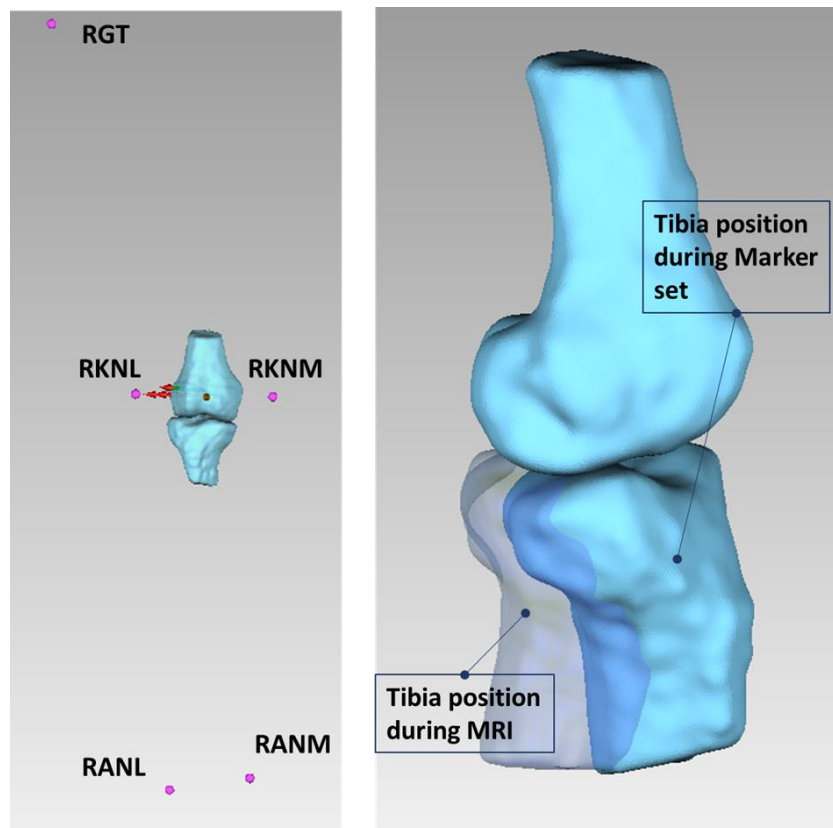 RGT
RKNL
RKNM
RANL
RANM
Tibia position
during Marker
set
Tibia position
during MRI